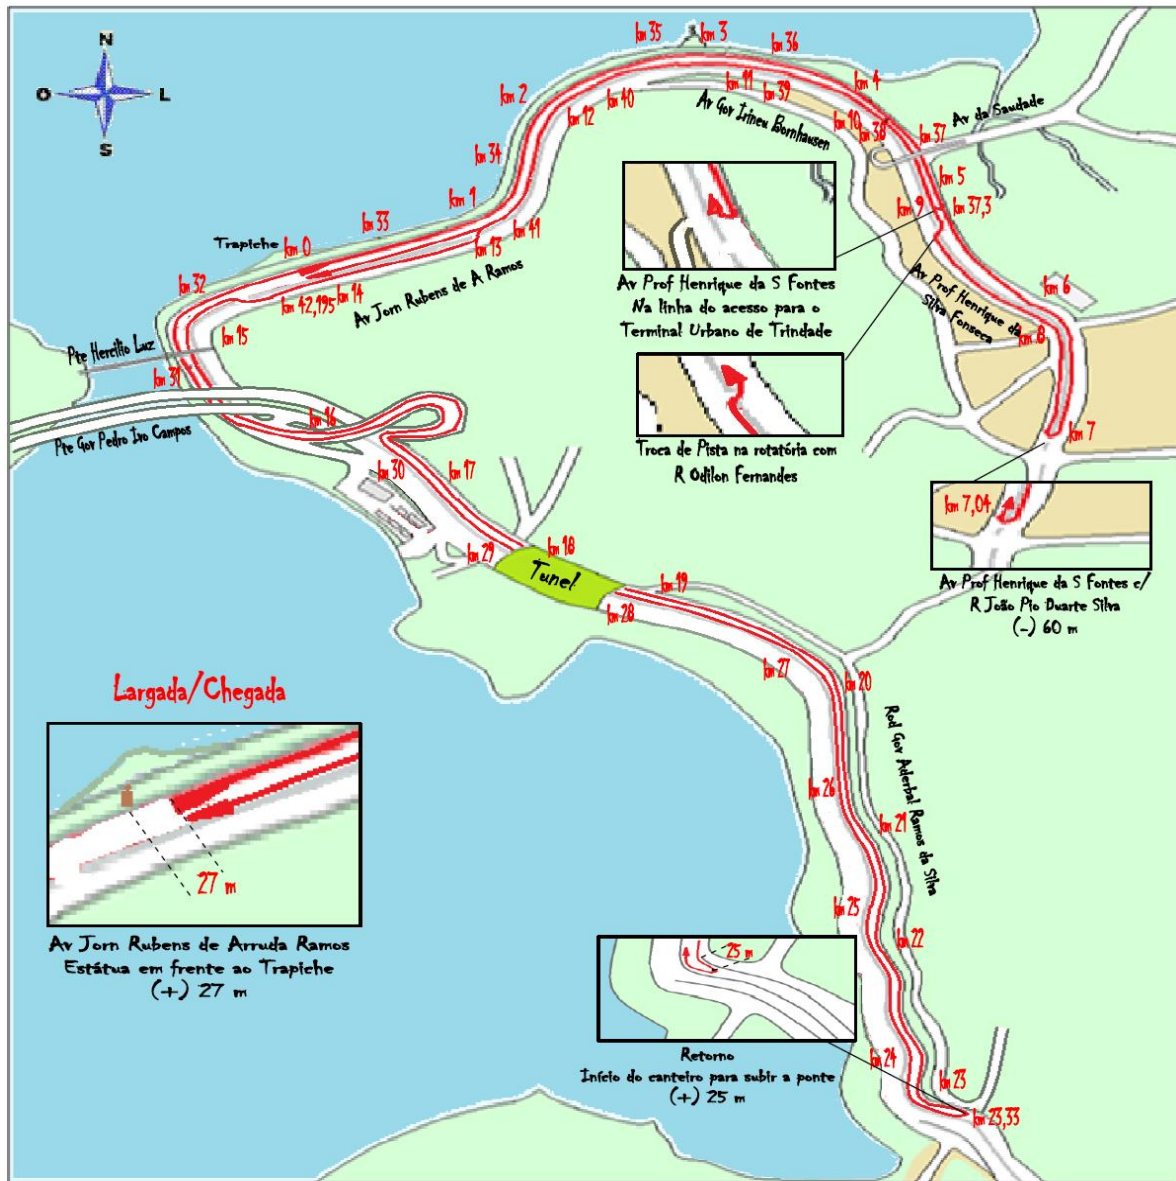 N
O
L
S
km 35
km 3
km 36
km 2
km 40
km 11
km 39
km 4
km 12
Av Gov Irineu Bornhausen
km 10
km 38
km 37
Av da Saudade
km 34
km 5
km 1
km 9
km 37,3
km 33
km 13
km 41
Trapiche
km 0
km 32
km 42,195
km 14
Av Jorn Rubens de A Ramos
Av Prof Henrique da S Fontes
Na linha do acesso para o
Terminal Urbano de Trindade
Av Prof Henrique da
Silva Fonseca
km 6
km 8
km 15
Pte Hercilio Luz
km 31
Pte Gov Pedro Ivo Campos
km 16
km 30
km 17
Troca de Pista na rotatória com
R Odilon Fernandes
km 7
km 7,04
Av Prof Henrique da S Fontes c/
R João Pio Duarte Silva
(-) 60 m
km 29
km 18
Tunel
km 19
km 28
km 27
km 20
Rod Gov Aderbal Ramos da Silva
km 26
km 21
km 25
km 22
Largada/Chegada
27 m
Av Jorn Rubens de Arruda Ramos
Estátua em frente ao Trapiche
(+) 27 m
25 m
Retorno
Início do canteiro para subir a ponte
(+) 25 m
km 24
km 23
km 23,33